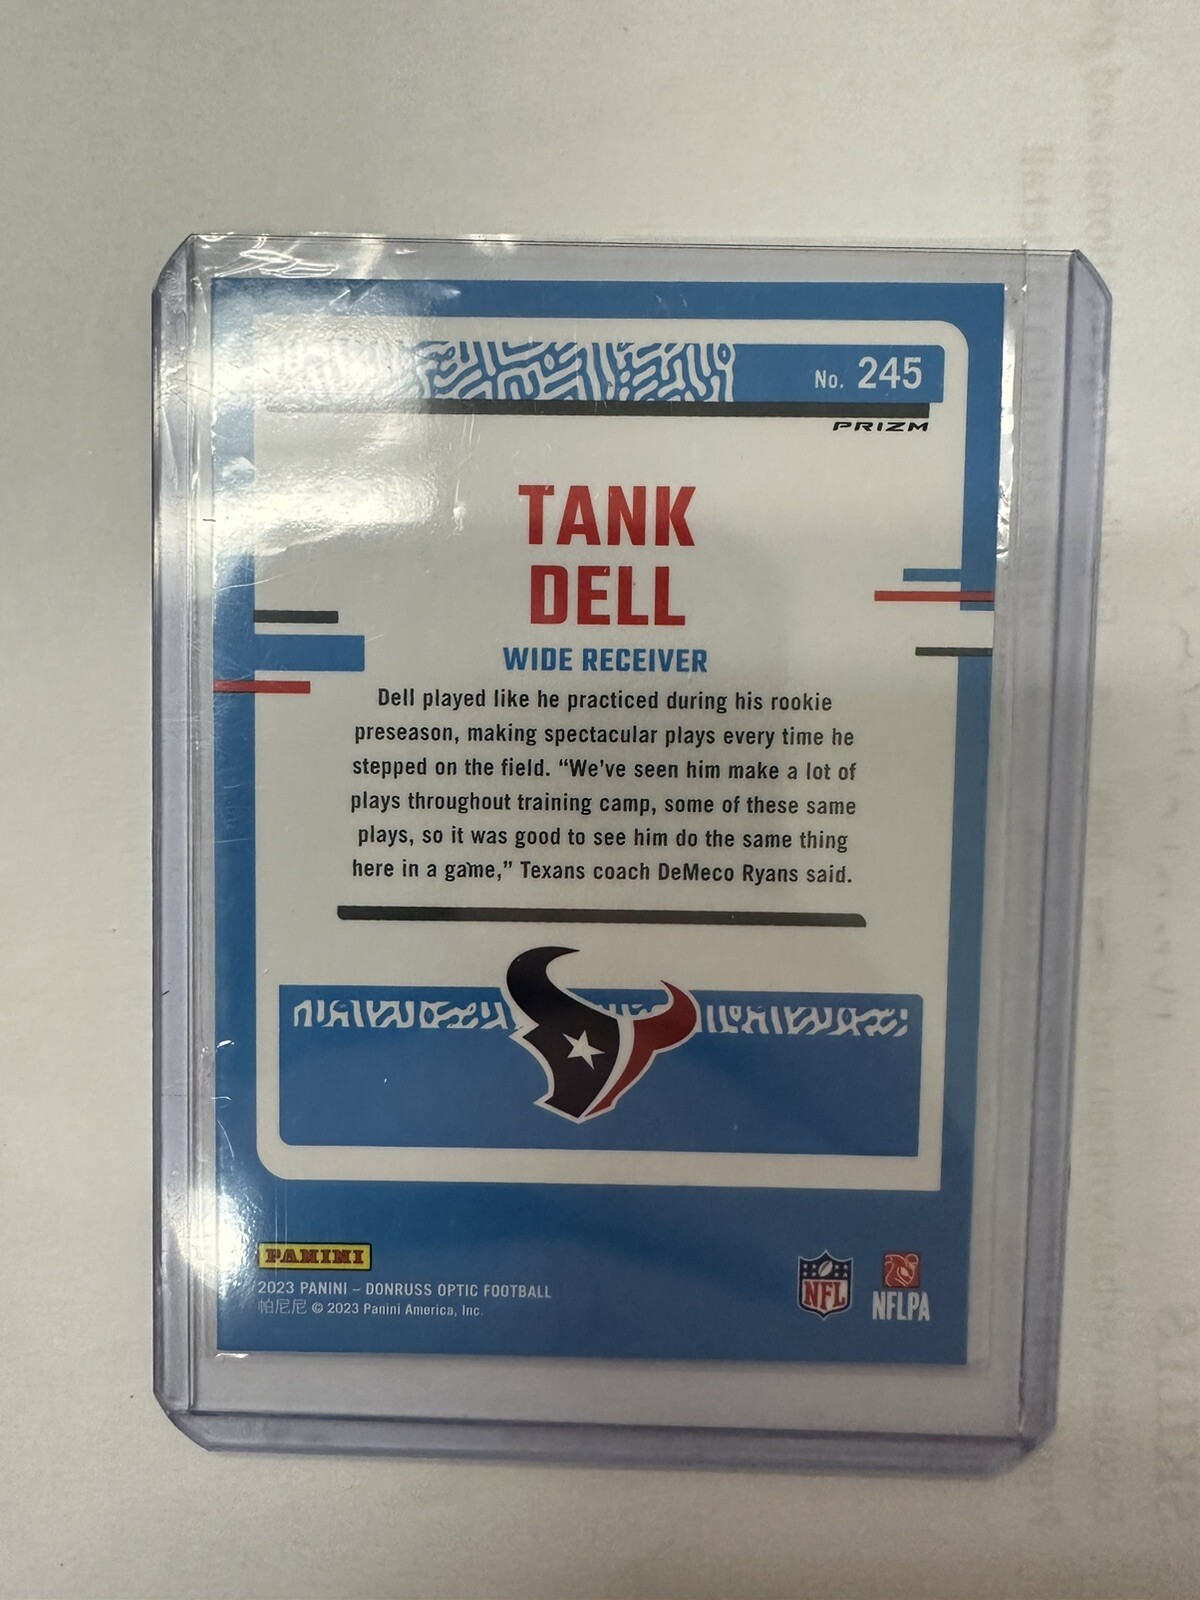 No. 245
PRIZM
TANK
DELL
WIDE RECEIVER
Dell played like he practiced during his rookie
preseason, making spectacular plays every time he
stepped on the field. “We’ve seen him make a lot of
plays throughout training camp, some of these same
plays, so it was good to see him do the same thing
here in a game,” Texans coach DeMeco Ryans said.
PANINI
2023 PANINI – DONRUSS OPTIC FOOTBALL
帕尼尼 © 2023 Panini America, Inc.
NFL
NFLPA